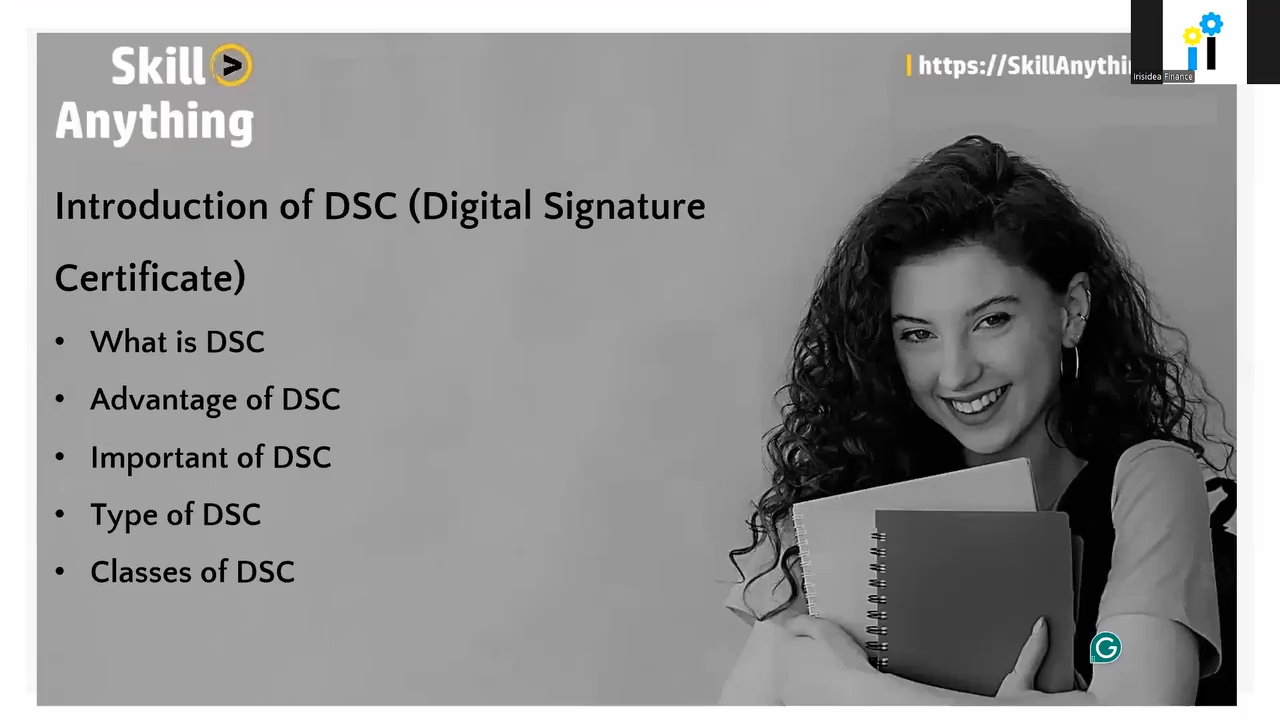 Skill
Anything
https://SkillAnythin
Irisidea Finance
Introduction of DSC (Digital Signature
Certificate)
• What is DSC
• Advantage of DSC
• Important of DSC
• Type of DSC
• Classes of DSC